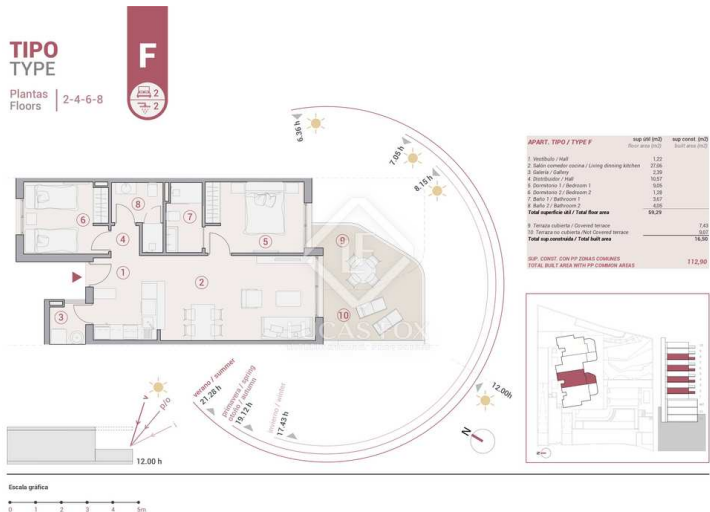 TIPO
TYPE
F
Plantas
Floors
2-4-6-8
2
2
6.36 h
7.05 h
8.15 h
APART. TIPO / TYPE F
sup útil (m2)
floor area (m2)
sup const. (m2)
built area (m2)
1 Vestíbulo / Hall 1,22
2 Salón comedor cocina / Living dinning kitchen 27,06
3 Galería / Gallery 2,39
4 Distribuidor / Hall 10,57
5 Dormitorio 1 / Bedroom 1 9,05
6 Dormitorio 2 / Bedroom 2 1,28
7 Baño 1 / Bathroom 1 3,67
8 Baño 2 / Bathroom 2 4,05
Total superficie útil / Total floor area 59,29
9 Terraza cubierta / Covered terrace 7,43
10 Terraza no cubierta /Not Covered terrace 9,07
Total sup.construida / Total built area 16,50
SUP. CONST. CON PP ZONAS COMUNES
TOTAL BUILT AREA WITH PP COMMON AREAS 112,90
6
8
7
4
5
9
1
2
3
10
LUCAS FOX
verano / summer
21.28 h
primavera / spring
otoño / autumn
19.12 h
invierno / winter
17.43 h
12.00h
N
v
p/o
i
12.00 h
Escala gráfica
0 1 2 3 4 5m